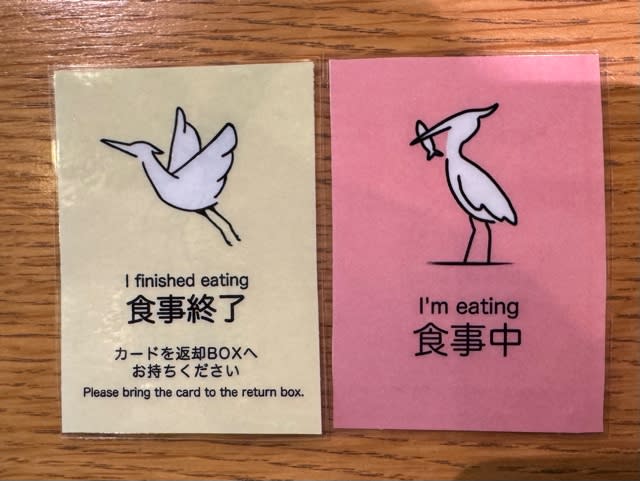 I finished eating
食事終了
カードを返却BOXへ
お持ちください
Please bring the card to the return box.
I'm eating
食事中